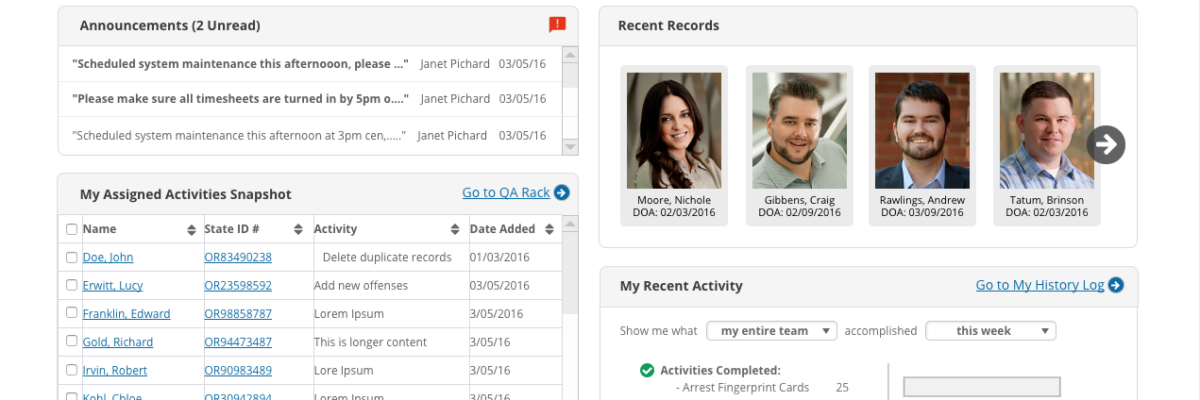 Announcements (2 Unread)
"Scheduled system maintenance this afternooon, please ..." Janet Pichard 03/05/16
"Please make sure all timesheets are turned in by 5pm o...." Janet Pichard 03/05/16
"Scheduled system maintenance this afternoon at 3pm cen,....." Janet Pichard 03/05/16
My Assigned Activities Snapshot Go to QA Rack
Name State ID # Activity Date Added
Doe, John OR83490238 Delete duplicate records 01/03/2016
Erwitt, Lucy OR23598592 Add new offenses 03/05/2016
Franklin, Edward OR98858787 Lorem Ipsum 3/05/2016
Gold, Richard OR94473487 This is longer content 3/05/16
Irvin, Robert OR90983489 Lore Ipsum 3/05/16
Kohl, Chloe OR30942894 Lorem Ipsum 3/05/16
Recent Records
Moore, Nichole
DOA: 02/03/2016
Gibbens, Craig
DOA: 02/09/2016
Rawlings, Andrew
DOA: 03/09/2016
Tatum, Brinson
DOA: 02/03/2016
My Recent Activity Go to My History Log
Show me what my entire team accomplished this week
Activities Completed:
- Arrest Fingerprint Cards 25